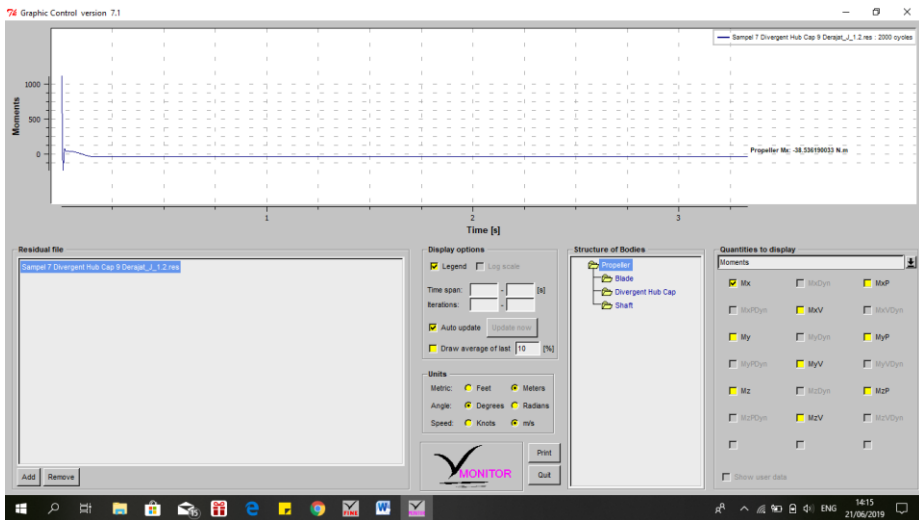 7% Graphic Control version 7.1
Sampel 7 Divergent Hub Cap 9 Derajat_J_1.2.res : 2000 cycles
Moments
1000
500
0
Propeller Mx: -38.536190033 N.m
1 2 3
Time [s]
Residual file
Sampel 7 Divergent Hub Cap 9 Derajat_J_1.2.res
Add Remove
Display options
Legend Log scale
Time span: - [s]
Iterations: -
Auto update Update now
Draw average of last 10 [%]
Units
Metric: Feet Meters
Angle: Degrees Radians
Speed: Knots m/s
MONITOR
Print
Quit
Structure of Bodies
Propeller
Blade
Divergent Hub Cap
Shaft
Quantities to display
Moments
Mx MxDyn MxP
MxPDyn MxV MxVDyn
My MyDyn MyP
MyPDyn MyV MyVDyn
Mz MzDyn MzP
MzPDyn MzV MzVDyn
Show user data
ENG
14:15
21/06/2019